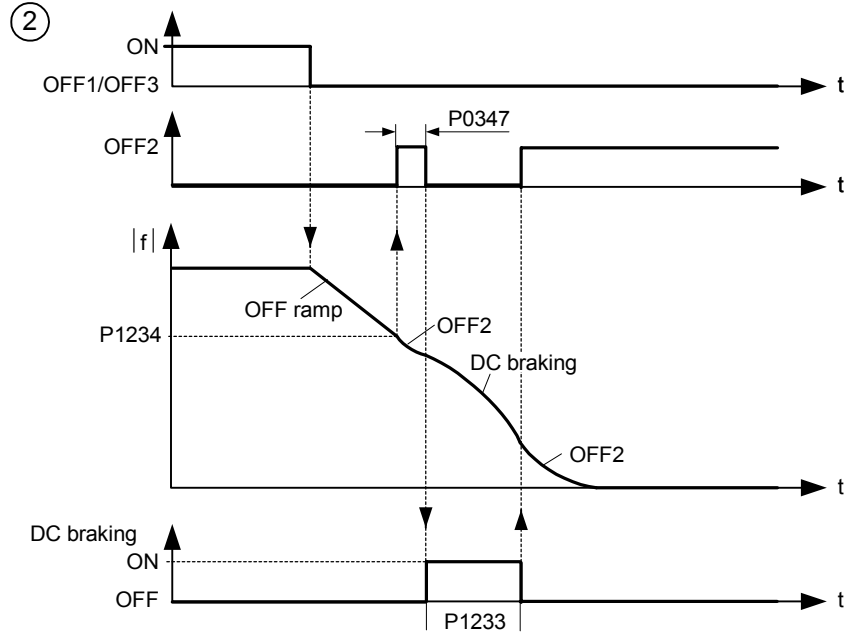 2
ON
OFF1/OFF3
t
P0347
OFF2
t
|f|
OFF ramp
P1234
OFF2
DC braking
OFF2
t
DC braking
ON
OFF
t
P1233